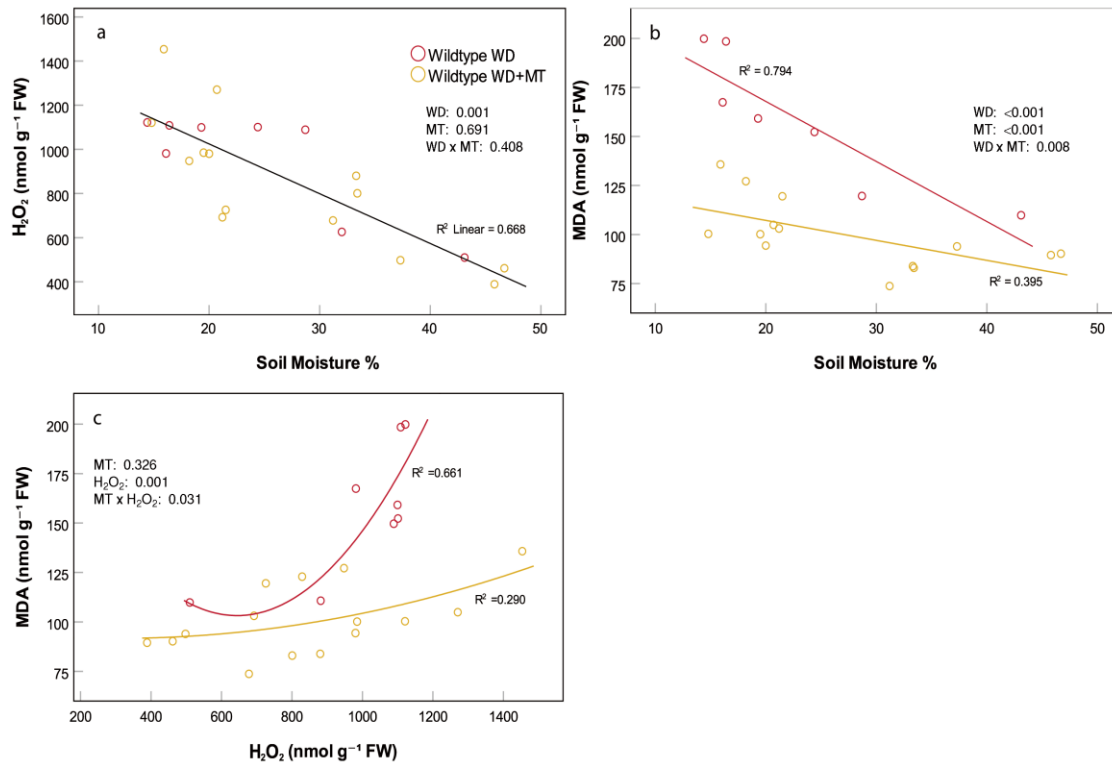 a
Wildtype WD
Wildtype WD+MT
WD: 0.001
MT: 0.691
WD x MT: 0.408
R² Linear = 0.668
H₂O₂ (nmol g⁻¹ FW)
1600
1400
1200
1000
800
600
400
10 20 30 40 50
Soil Moisture %
b
R² = 0.794
WD: <0.001
MT: <0.001
WD x MT: 0.008
R² = 0.395
MDA (nmol g⁻¹ FW)
200
175
150
125
100
75
10 20 30 40 50
Soil Moisture %
c
MT: 0.326
H₂O₂: 0.001
MT x H₂O₂: 0.031
R² =0.661
R² =0.290
MDA (nmol g⁻¹ FW)
200
175
150
125
100
75
200 400 600 800 1000 1200 1400
H₂O₂ (nmol g⁻¹ FW)